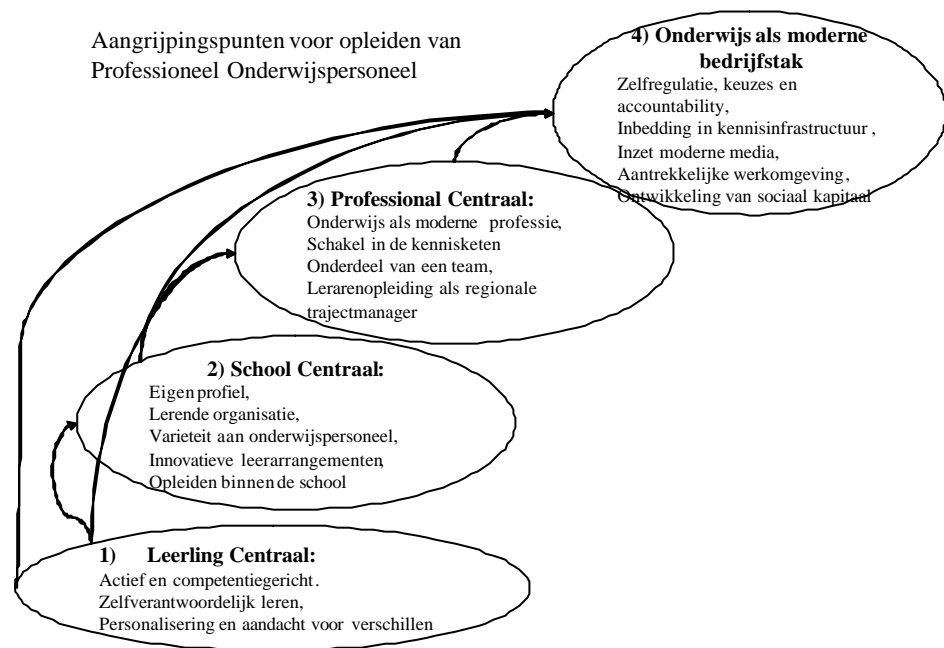 Aangrijpingspunten voor opleiden van
Professioneel Onderwijspersoneel
4) Onderwijs als moderne
bedrijfstak
Zelfregulatie, keuzes en
accountability,
Inbedding in kennisinfrastructuur ,
Inzet moderne media,
Aantrekkelijke werkomgeving,
Ontwikkeling van sociaal kapitaal
3) Professional Centraal:
Onderwijs als moderne professie,
Schakel in de kennisketen
Onderdeel van een team,
Lerarenopleiding als regionale
trajectmanager
2) School Centraal:
Eigen profiel,
Lerende organisatie,
Varieteit aan onderwijspersoneel,
Innovatieve leerarrangementen,
Opleiden binnen de school
1) Leerling Centraal:
Actief en competentiegericht.
Zelfverantwoordelijk leren,
Personalisering en aandacht voor verschillen